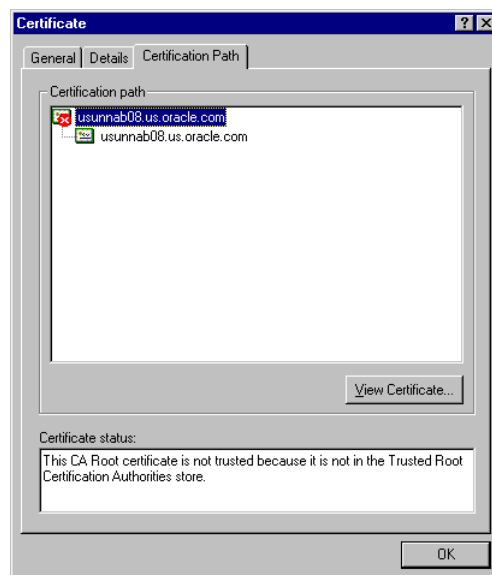 Certificate
General Details Certification Path
Certification path
usunnab08.us.oracle.com
usunnab08.us.oracle.com
View Certificate...
Certificate status:
This CA Root certificate is not trusted because it is not in the Trusted Root
Certification Authorities store.
OK